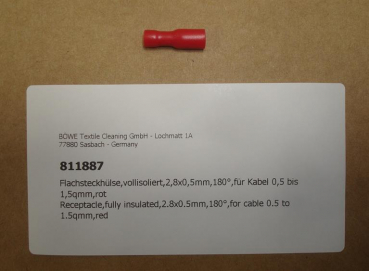 BÖWE Textile Cleaning GmbH - Lochmatt 1A
77880 Sasbach - Germany
811887
Flachsteckhülse,vollisoliert,2,8x0,5mm,180°,für Kabel 0,5 bis
1,5qmm,rot
Receptacle,fully insulated,2.8x0.5mm,180°,for cable 0.5 to
1.5qmm,red